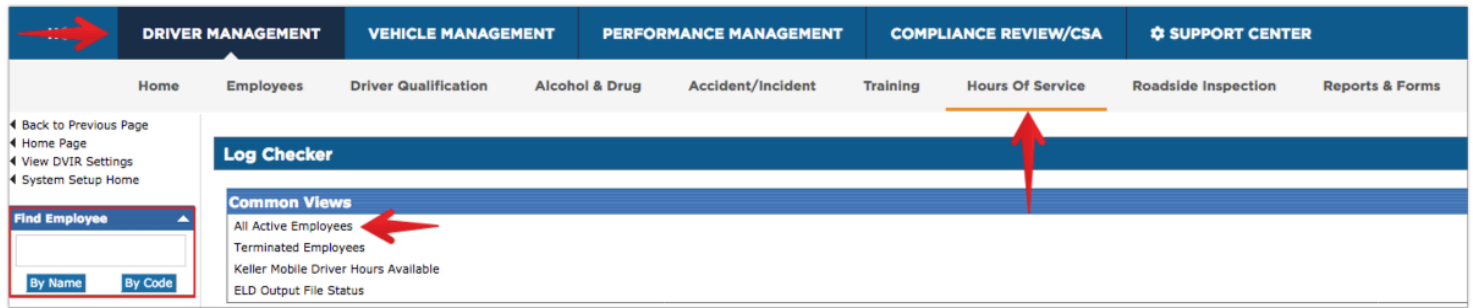 DRIVER MANAGEMENT VEHICLE MANAGEMENT PERFORMANCE MANAGEMENT COMPLIANCE REVIEW/CSA SUPPORT CENTER
Home Employees Driver Qualification Alcohol & Drug Accident/Incident Training Hours Of Service Roadside Inspection Reports & Forms
Back to Previous Page
Home Page
View DVIR Settings
System Setup Home
Find Employee
By Name By Code
Log Checker
Common Views
All Active Employees
Terminated Employees
Keller Mobile Driver Hours Available
ELD Output File Status